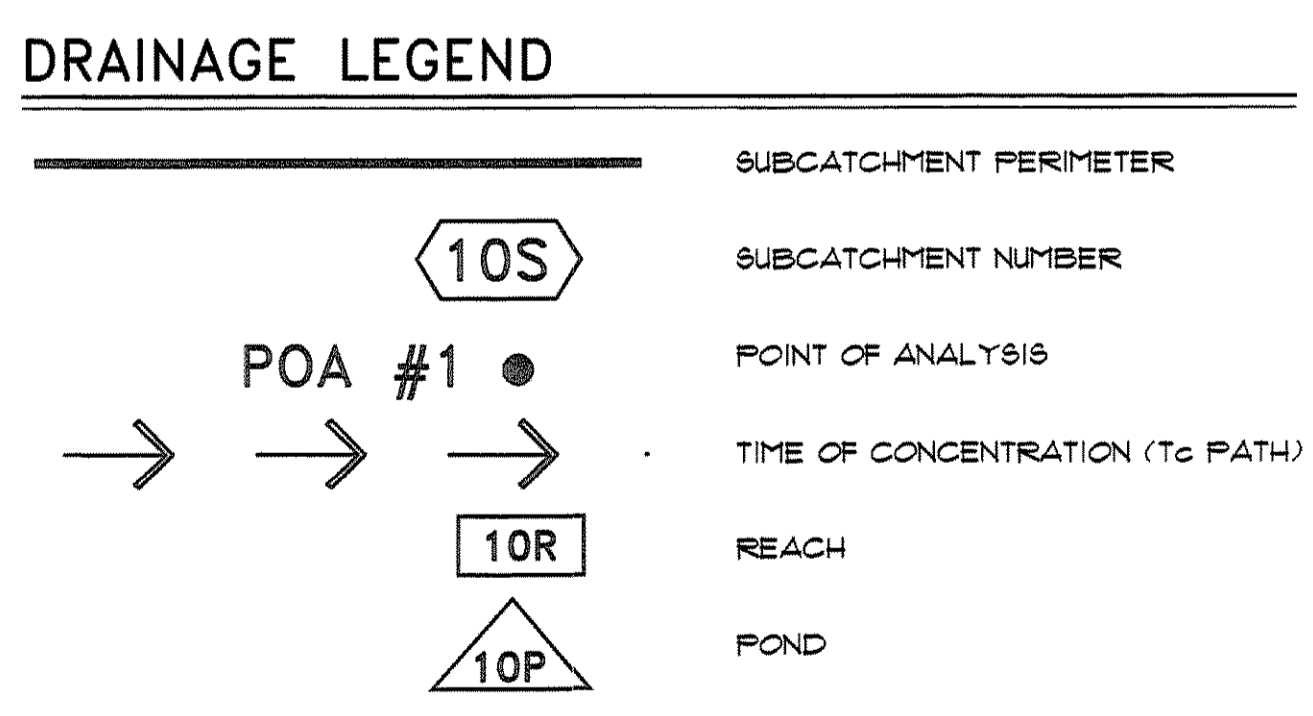 DRAINAGE LEGEND
SUBCATCHMENT PERIMETER
10S SUBCATCHMENT NUMBER
POA #1 POINT OF ANALYSIS
TIME OF CONCENTRATION (Tc PATH)
10R REACH
10P POND